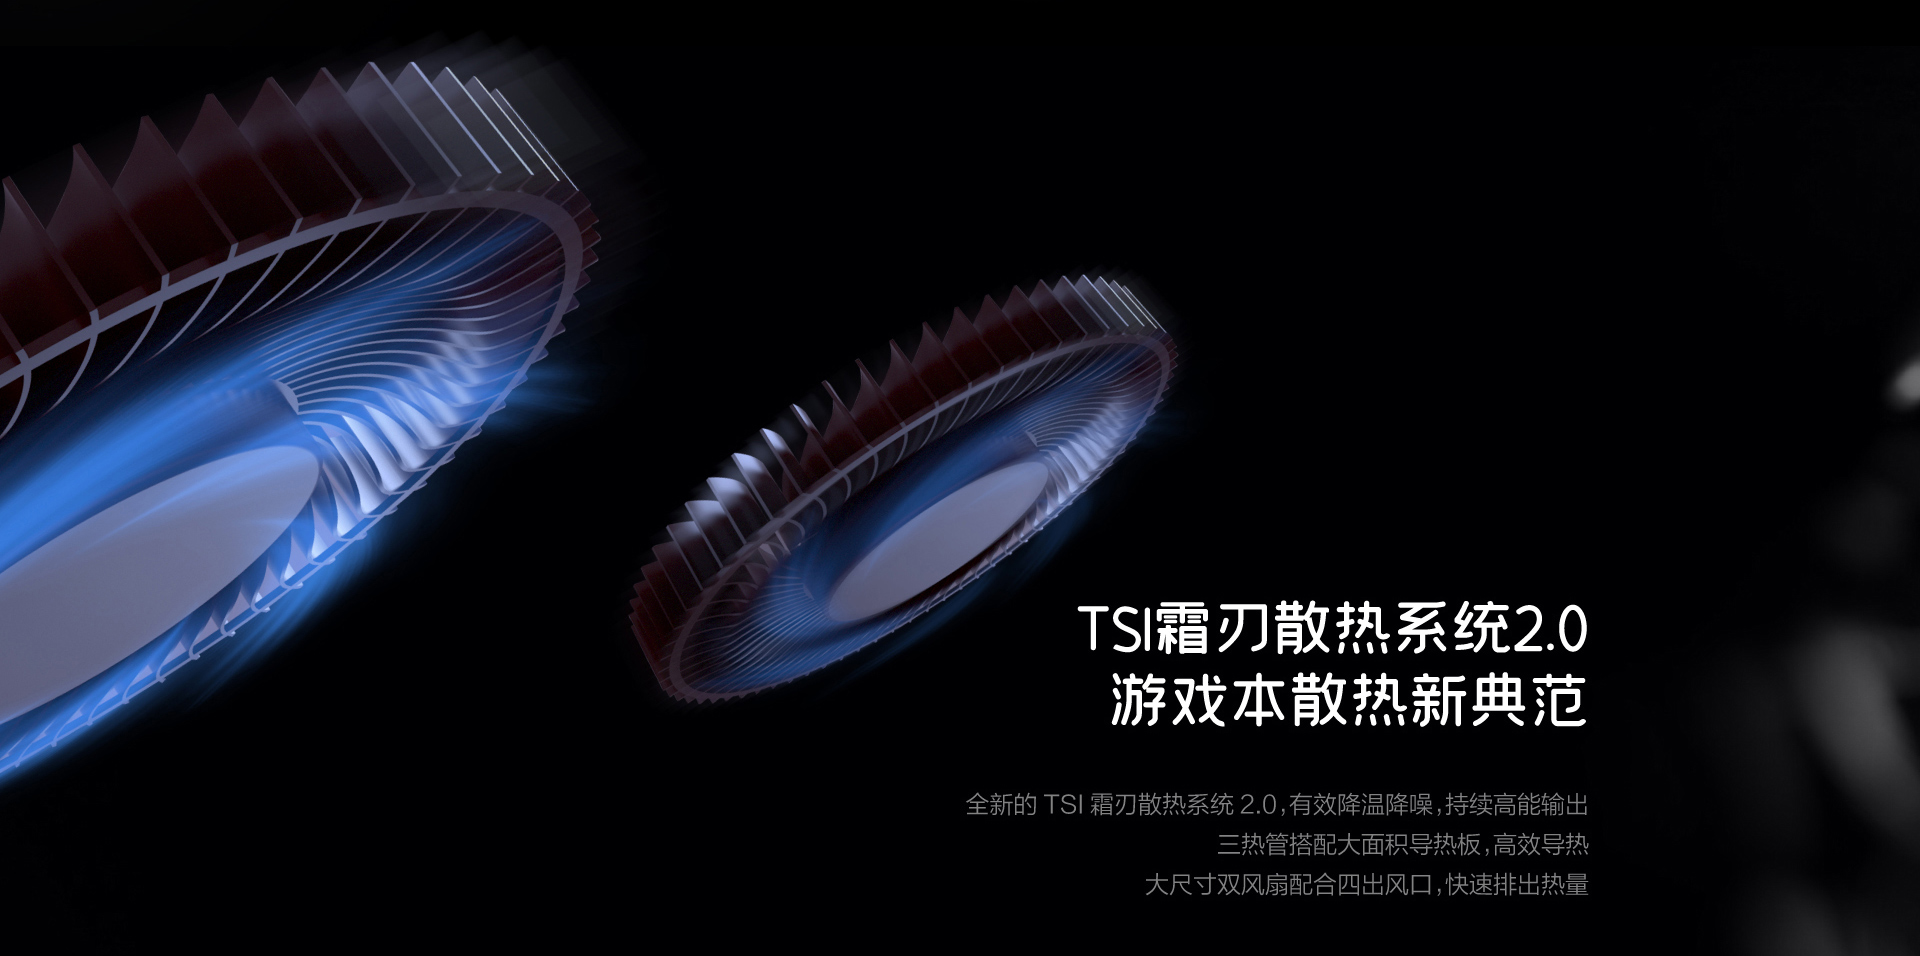 TSI霜刃散热系统2.0
游戏本散热新典范
全新的 TSI 霜刃散热系统 2.0，有效降温降噪，持续高能输出
三热管搭配大面积导热板，高效导热
大尺寸双风扇配合四出风口，快速排出热量